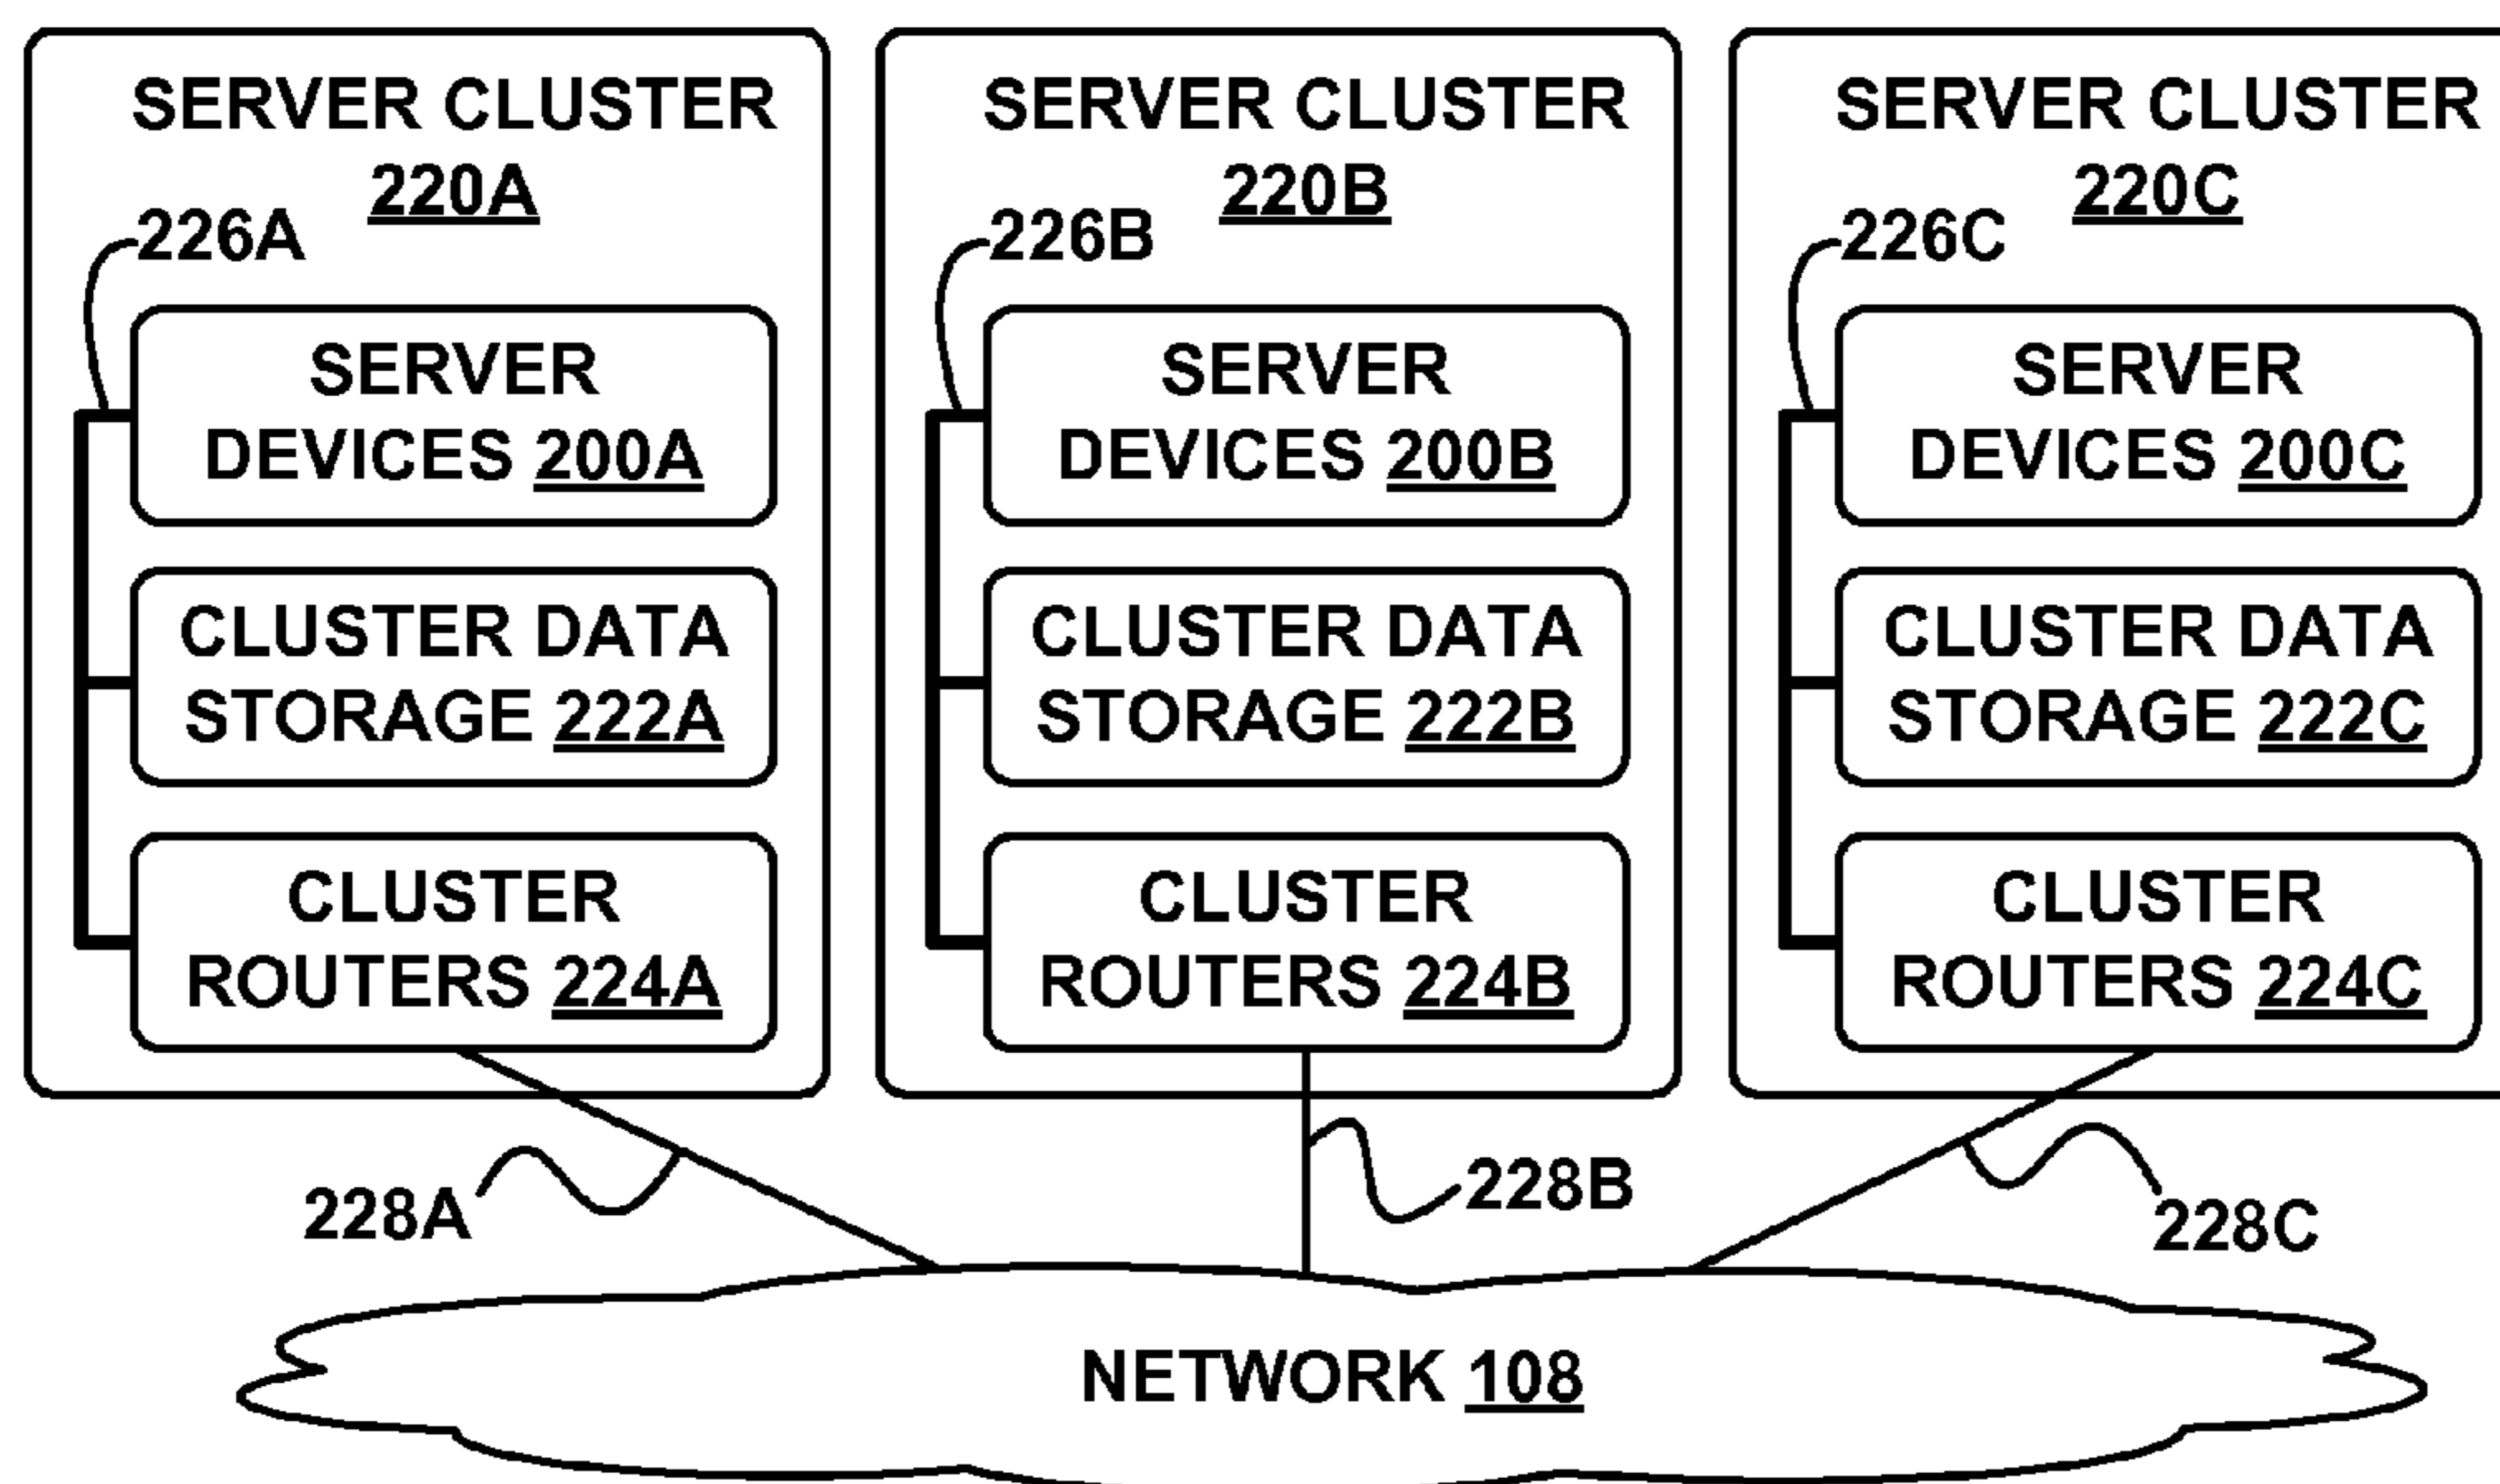 SERVER CLUSTER
220A
226A
SERVER
DEVICES 200A
CLUSTER DATA
STORAGE 222A
CLUSTER
ROUTERS 224A
SERVER CLUSTER
220B
226B
SERVER
DEVICES 200B
CLUSTER DATA
STORAGE 222B
CLUSTER
ROUTERS 224B
SERVER CLUSTER
220C
226C
SERVER
DEVICES 200C
CLUSTER DATA
STORAGE 222C
CLUSTER
ROUTERS 224C
228A
228B
228C
NETWORK 108